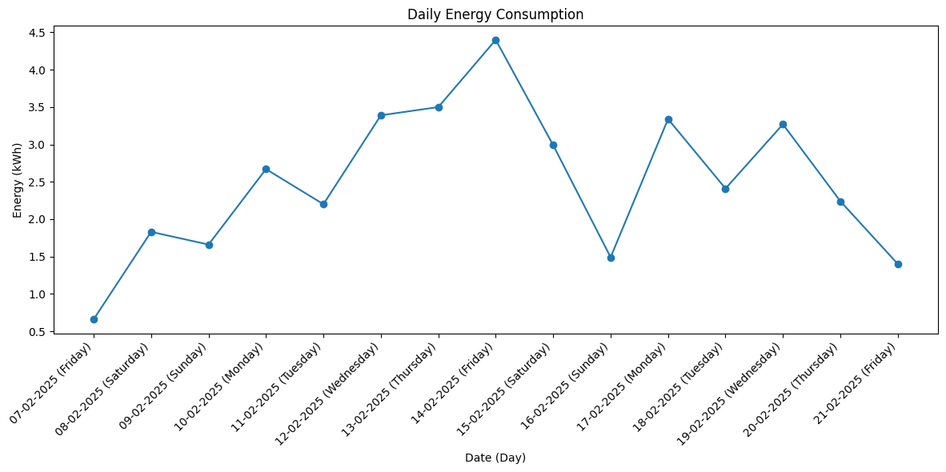 Daily Energy Consumption
Energy (kWh)
4.5
4.0
3.5
3.0
2.5
2.0
1.5
1.0
0.5
07-02-2025 (Friday)
08-02-2025 (Saturday)
09-02-2025 (Sunday)
10-02-2025 (Monday)
11-02-2025 (Tuesday)
12-02-2025 (Wednesday)
13-02-2025 (Thursday)
14-02-2025 (Friday)
15-02-2025 (Saturday)
16-02-2025 (Sunday)
17-02-2025 (Monday)
18-02-2025 (Tuesday)
19-02-2025 (Wednesday)
20-02-2025 (Thursday)
21-02-2025 (Friday)
Date (Day)